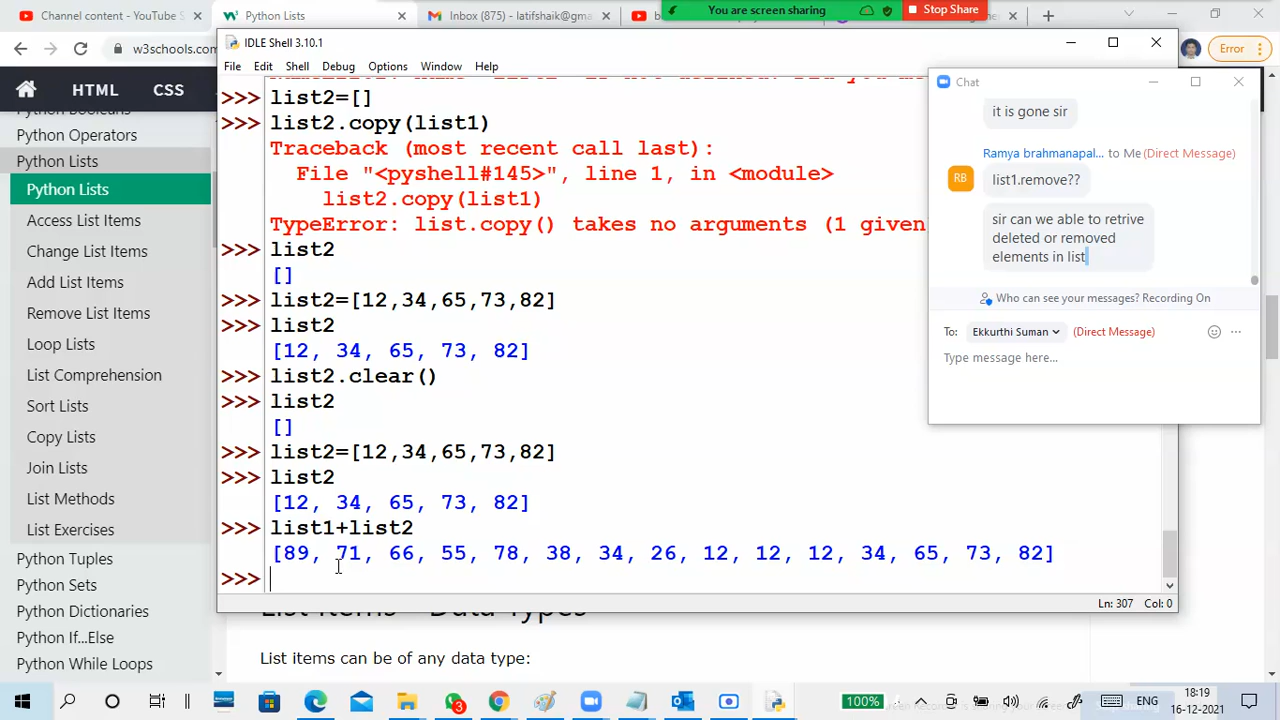 Channel content - YouTube
Python Lists
Inbox (875) - latifshaik@gma
You are screen sharing
Stop Share
w3schools.com
Error
HTML
CSS
Python Operators
Python Lists
Python Lists
Access List Items
Change List Items
Add List Items
Remove List Items
Loop Lists
List Comprehension
Sort Lists
Copy Lists
Join Lists
List Methods
List Exercises
Python Tuples
Python Sets
Python Dictionaries
Python If...Else
Python While Loops
IDLE Shell 3.10.1
File Edit Shell Debug Options Window Help
>>> list2=[]
>>> list2.copy(list1)
Traceback (most recent call last):
File "<pyshell#145>", line 1, in <module>
list2.copy(list1)
TypeError: list.copy() takes no arguments (1 given
>>> list2
[]
>>> list2=[12,34,65,73,82]
>>> list2
[12, 34, 65, 73, 82]
>>> list2.clear()
>>> list2
[]
>>> list2=[12,34,65,73,82]
>>> list2
[12, 34, 65, 73, 82]
>>> list1+list2
[89, 71, 66, 55, 78, 38, 34, 26, 12, 12, 12, 34, 65, 73, 82]
>>>
Ln: 307 Col: 0
List items can be of any data type:
Chat
it is gone sir
Ramya brahmanapal... to Me (Direct Message)
RB
list1.remove??
sir can we able to retrive
deleted or removed
elements in list
Who can see your messages? Recording On
To: Ekkurthi Suman (Direct Message)
Type message here...
3
100%
ENG
18:19
16-12-2021